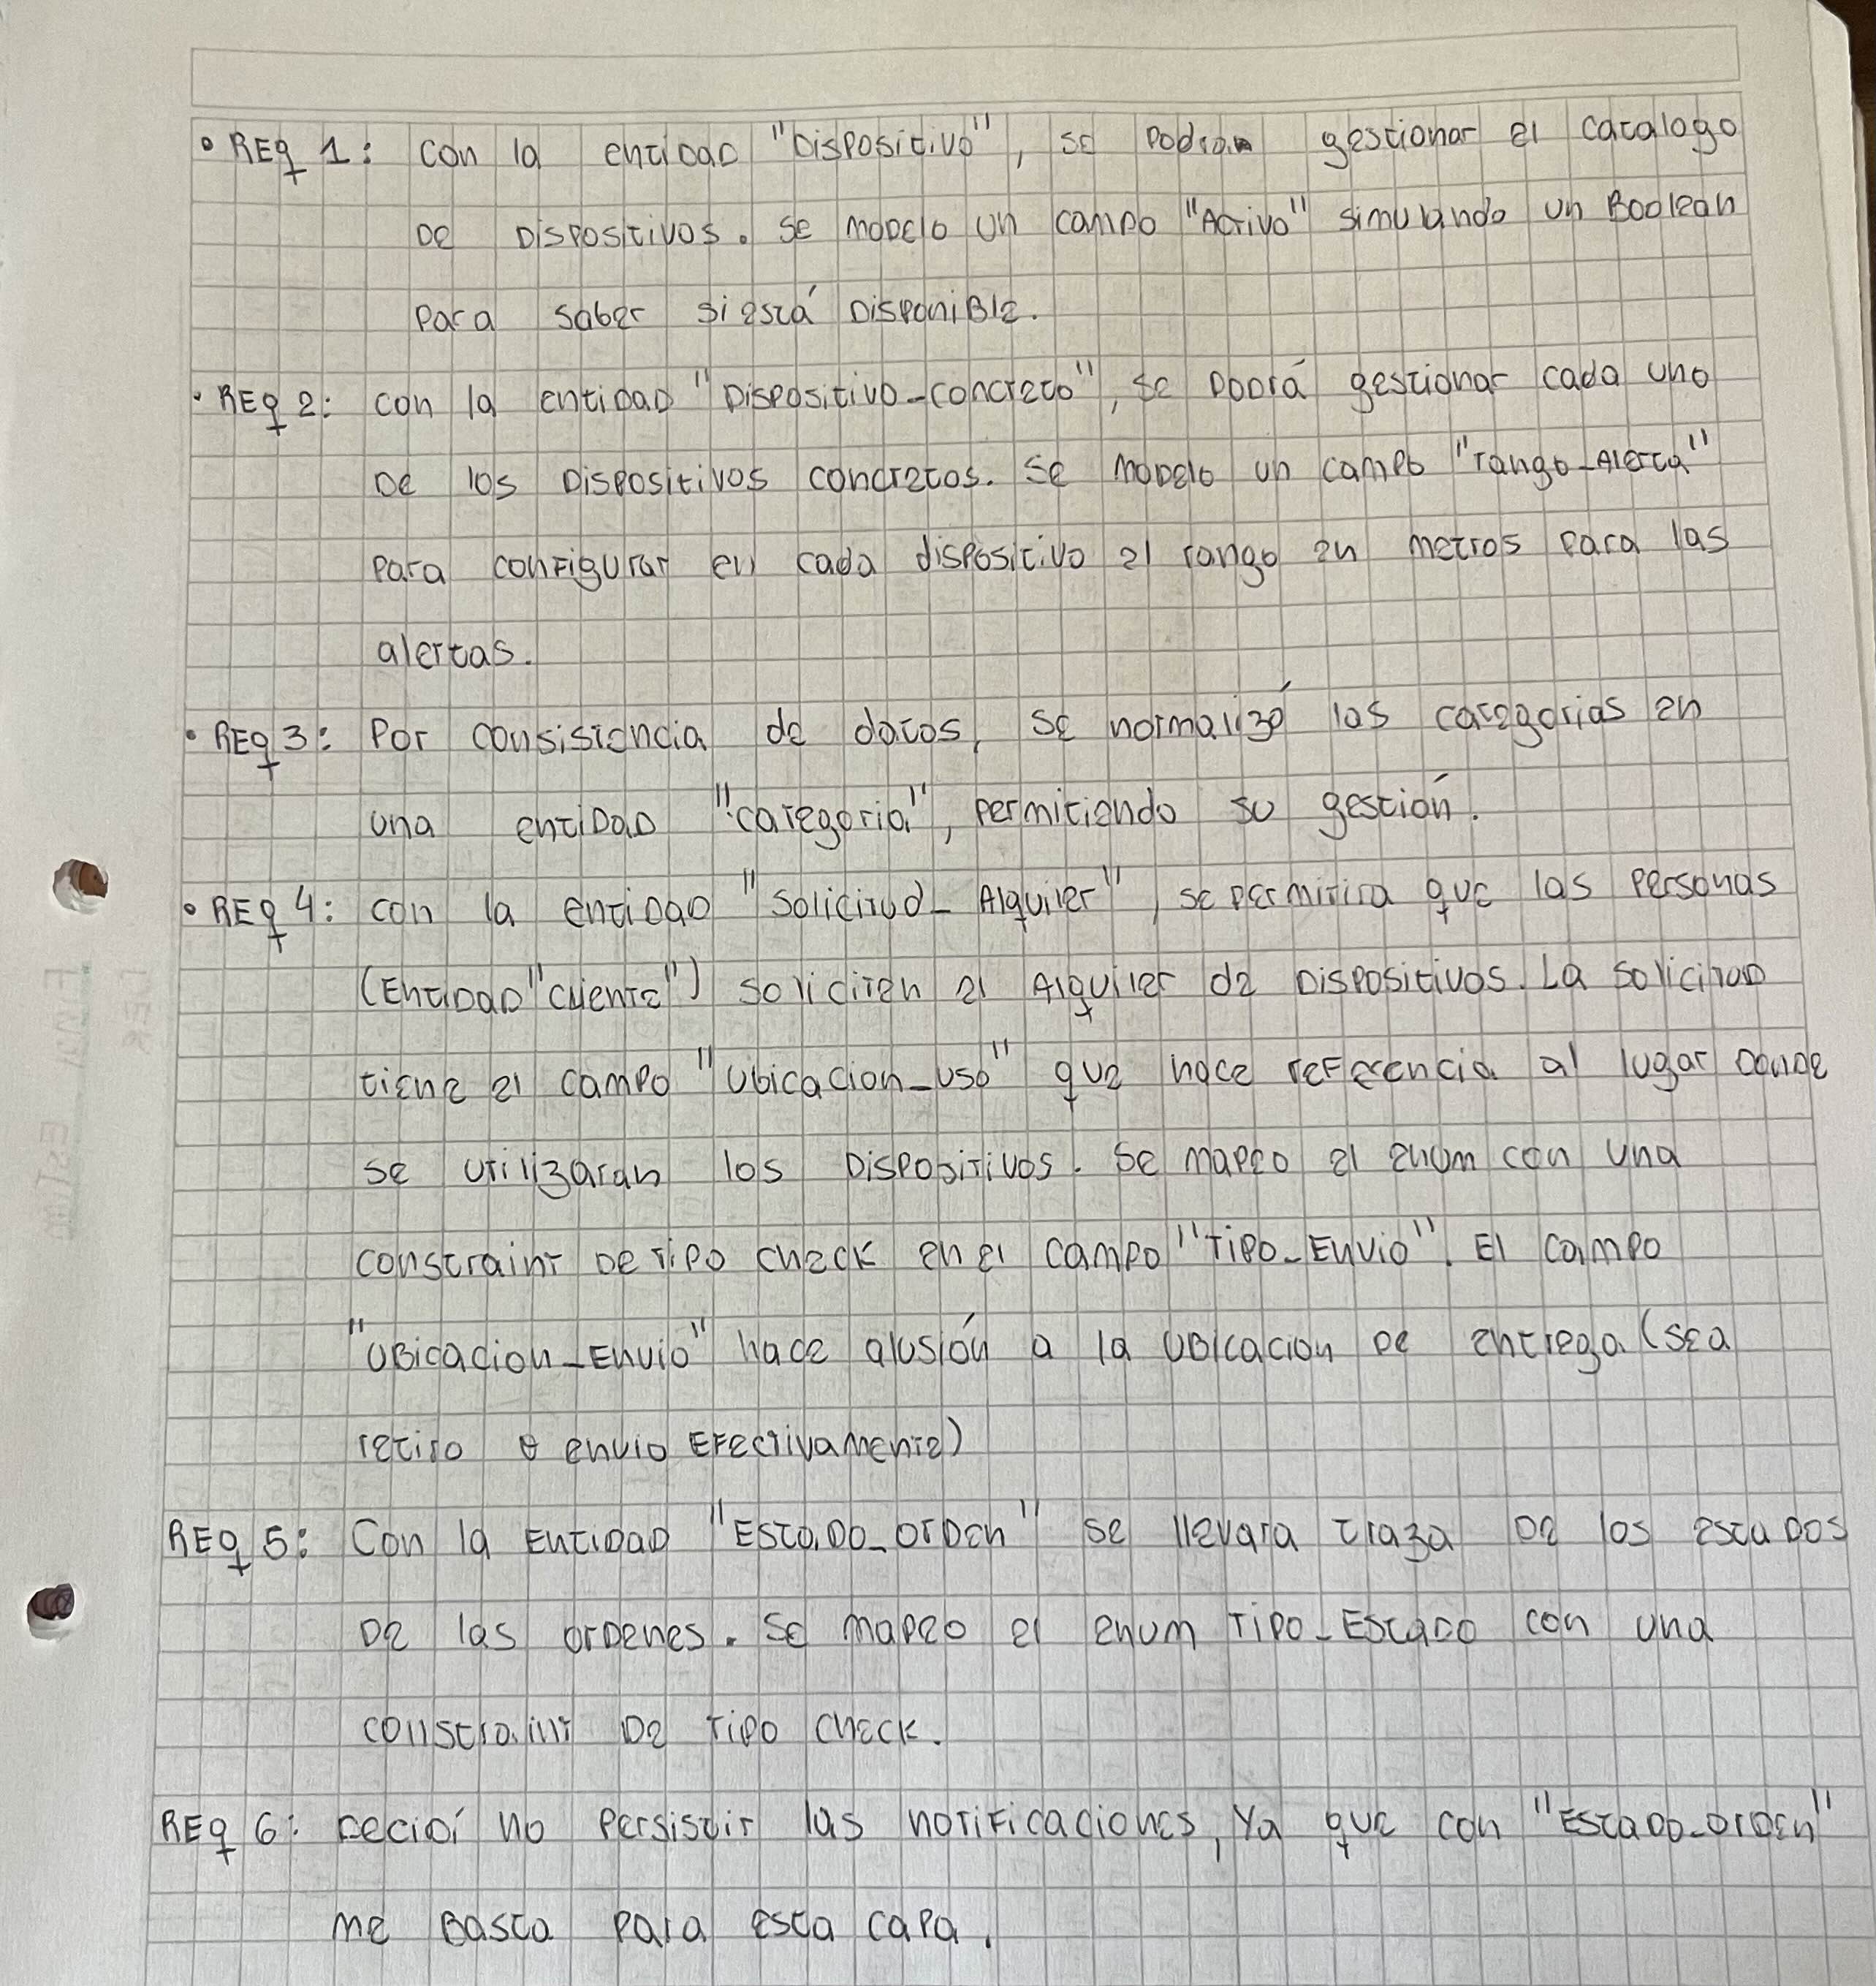 • REQ 1: Con la entidad "Dispositivo", se podran gestionar el catalogo
de Dispositivos. Se modelo un campo "Activo" simulando un Boolean
para saber si está Disponible.
• REQ 2: con la entidad "Dispositivo_concreto", se podrá gestionar cada uno
de los Dispositivos concretos. Se modelo un campo "rango_Alerta"
para configurar en cada dispositivo el rango en metros para las
alertas.
• REQ 3: Por consistencia de datos, se normalizó las categorias en
una entidad "categoria", permitiendo su gestión.
• REQ 4: con la entidad "Solicitud_Alquiler", se permitira que las personas
(Entidad "cliente") soliciten el Alquiler de Dispositivos. La solicitud
tiene el campo "ubicacion_uso" que hace referencia al lugar donde
se utilizaran los Dispositivos. Se mapeo el enum con una
constraint de tipo check en el campo "Tipo_Envio". El campo
"Ubicacion_Envio" hace alusión a la ubicacion de entrega (sea
retiro o envio Efectivamente)
REQ 5: Con la Entidad "Estado_orden" se llevara traza de los estados
de las ordenes. Se mapeo el enum Tipo_Estado con una
constraint de tipo check.
REQ 6: Decidí no persistir las notificaciones, Ya que con "Estado_orden"
me Basta para esta capa.